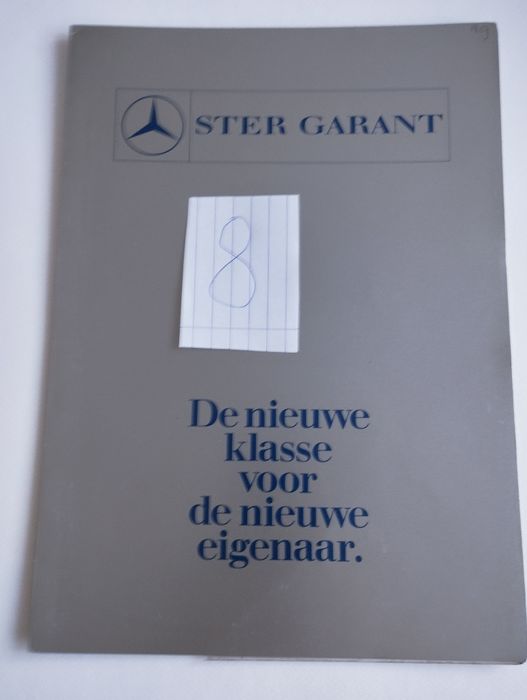 STER GARANT
8
De nieuwe
klasse
voor
de nieuwe
eigenaar.